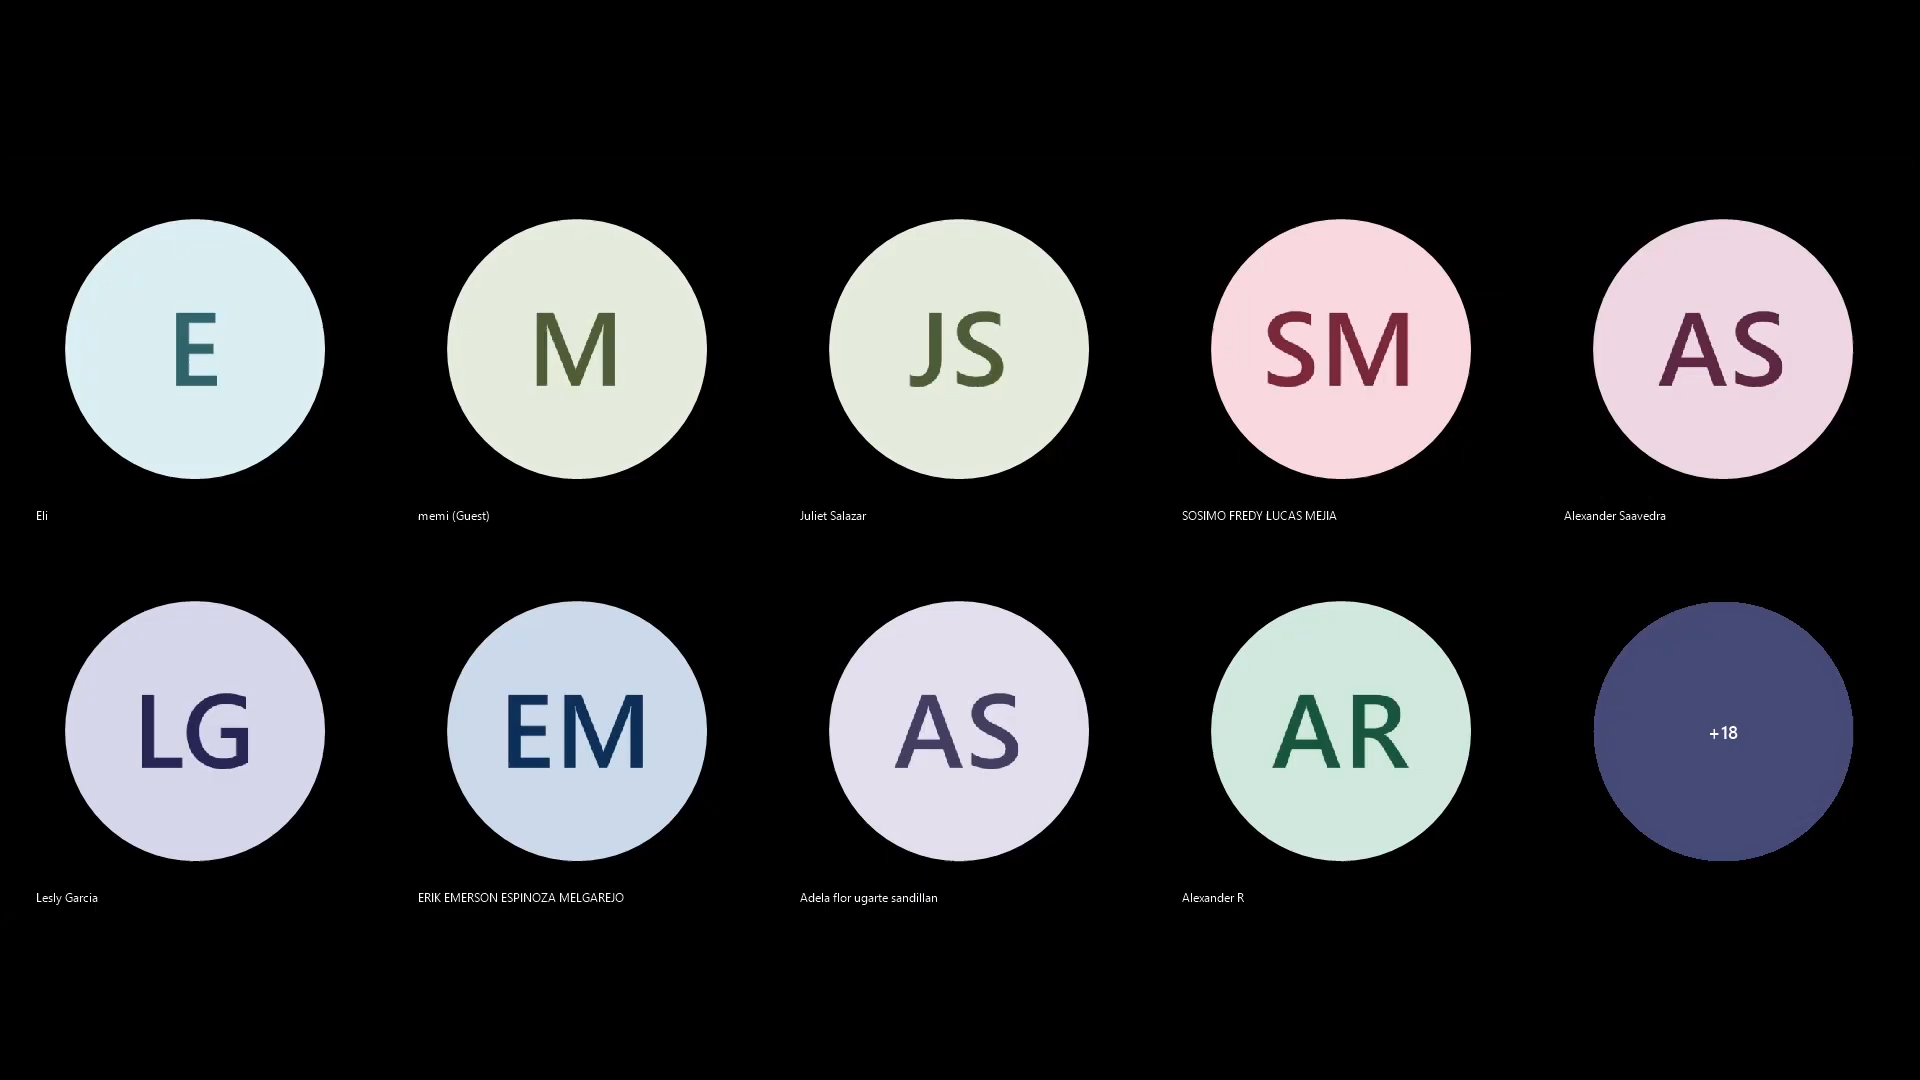 E
M
JS
SM
AS
Eli
memi (Guest)
Juliet Salazar
SOSIMO FREDY LUCAS MEJIA
Alexander Saavedra
LG
EM
AS
AR
+18
Lesly Garcia
ERIK EMERSON ESPINOZA MELGAREJO
Adela flor ugarte sandillan
Alexander R